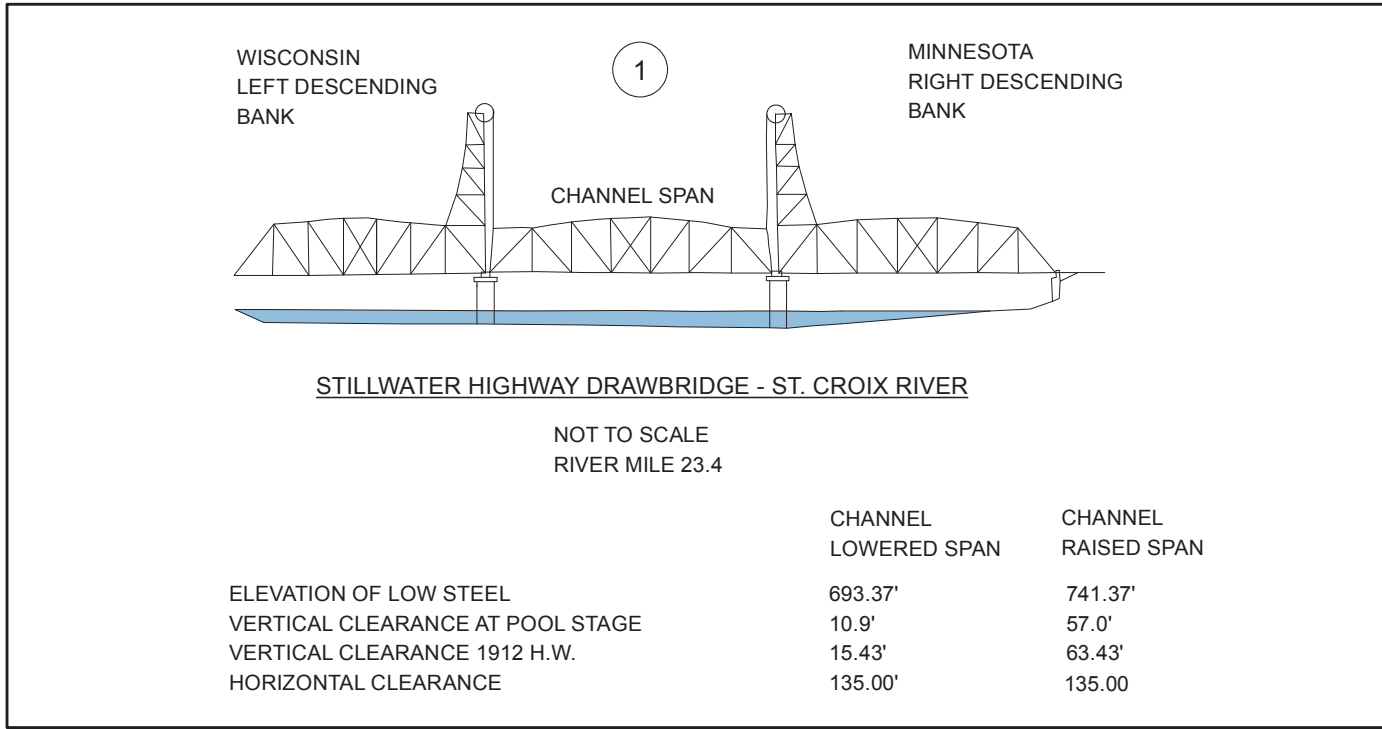 WISCONSIN
LEFT DESCENDING
BANK
1
MINNESOTA
RIGHT DESCENDING
BANK
CHANNEL SPAN
STILLWATER HIGHWAY DRAWBRIDGE - ST. CROIX RIVER
NOT TO SCALE
RIVER MILE 23.4
CHANNEL CHANNEL
LOWERED SPAN RAISED SPAN
ELEVATION OF LOW STEEL 693.37' 741.37'
VERTICAL CLEARANCE AT POOL STAGE 10.9' 57.0'
VERTICAL CLEARANCE 1912 H.W. 15.43' 63.43'
HORIZONTAL CLEARANCE 135.00' 135.00